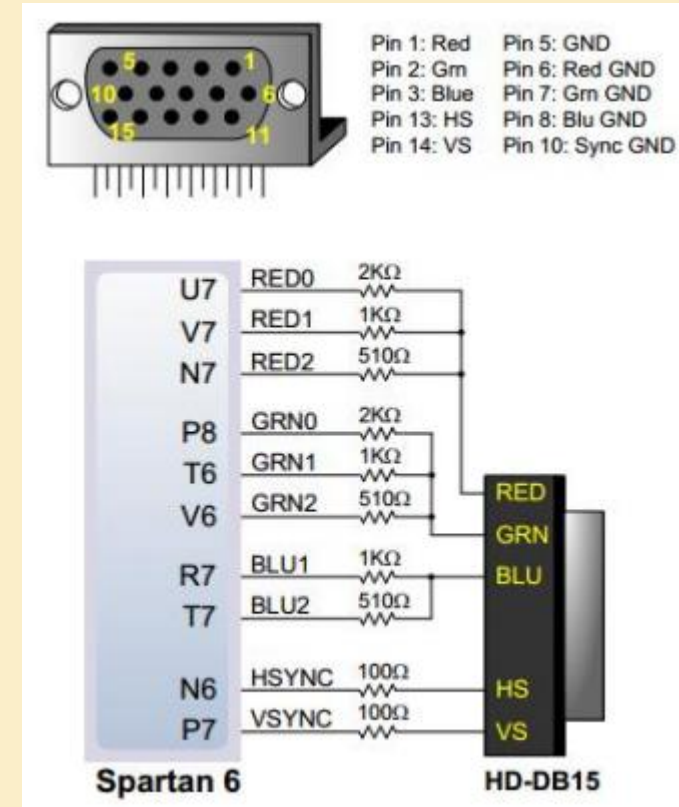 5 1
10 6
15 11
Pin 1: Red Pin 5: GND
Pin 2: Grn Pin 6: Red GND
Pin 3: Blue Pin 7: Grn GND
Pin 13: HS Pin 8: Blu GND
Pin 14: VS Pin 10: Sync GND
U7 RED0 2KΩ
V7 RED1 1KΩ
N7 RED2 510Ω
P8 GRN0 2KΩ
T6 GRN1 1KΩ
V6 GRN2 510Ω
R7 BLU1 1KΩ
T7 BLU2 510Ω
N6 HSYNC 100Ω
P7 VSYNC 100Ω
RED
GRN
BLU
HS
VS
Spartan 6 HD-DB15